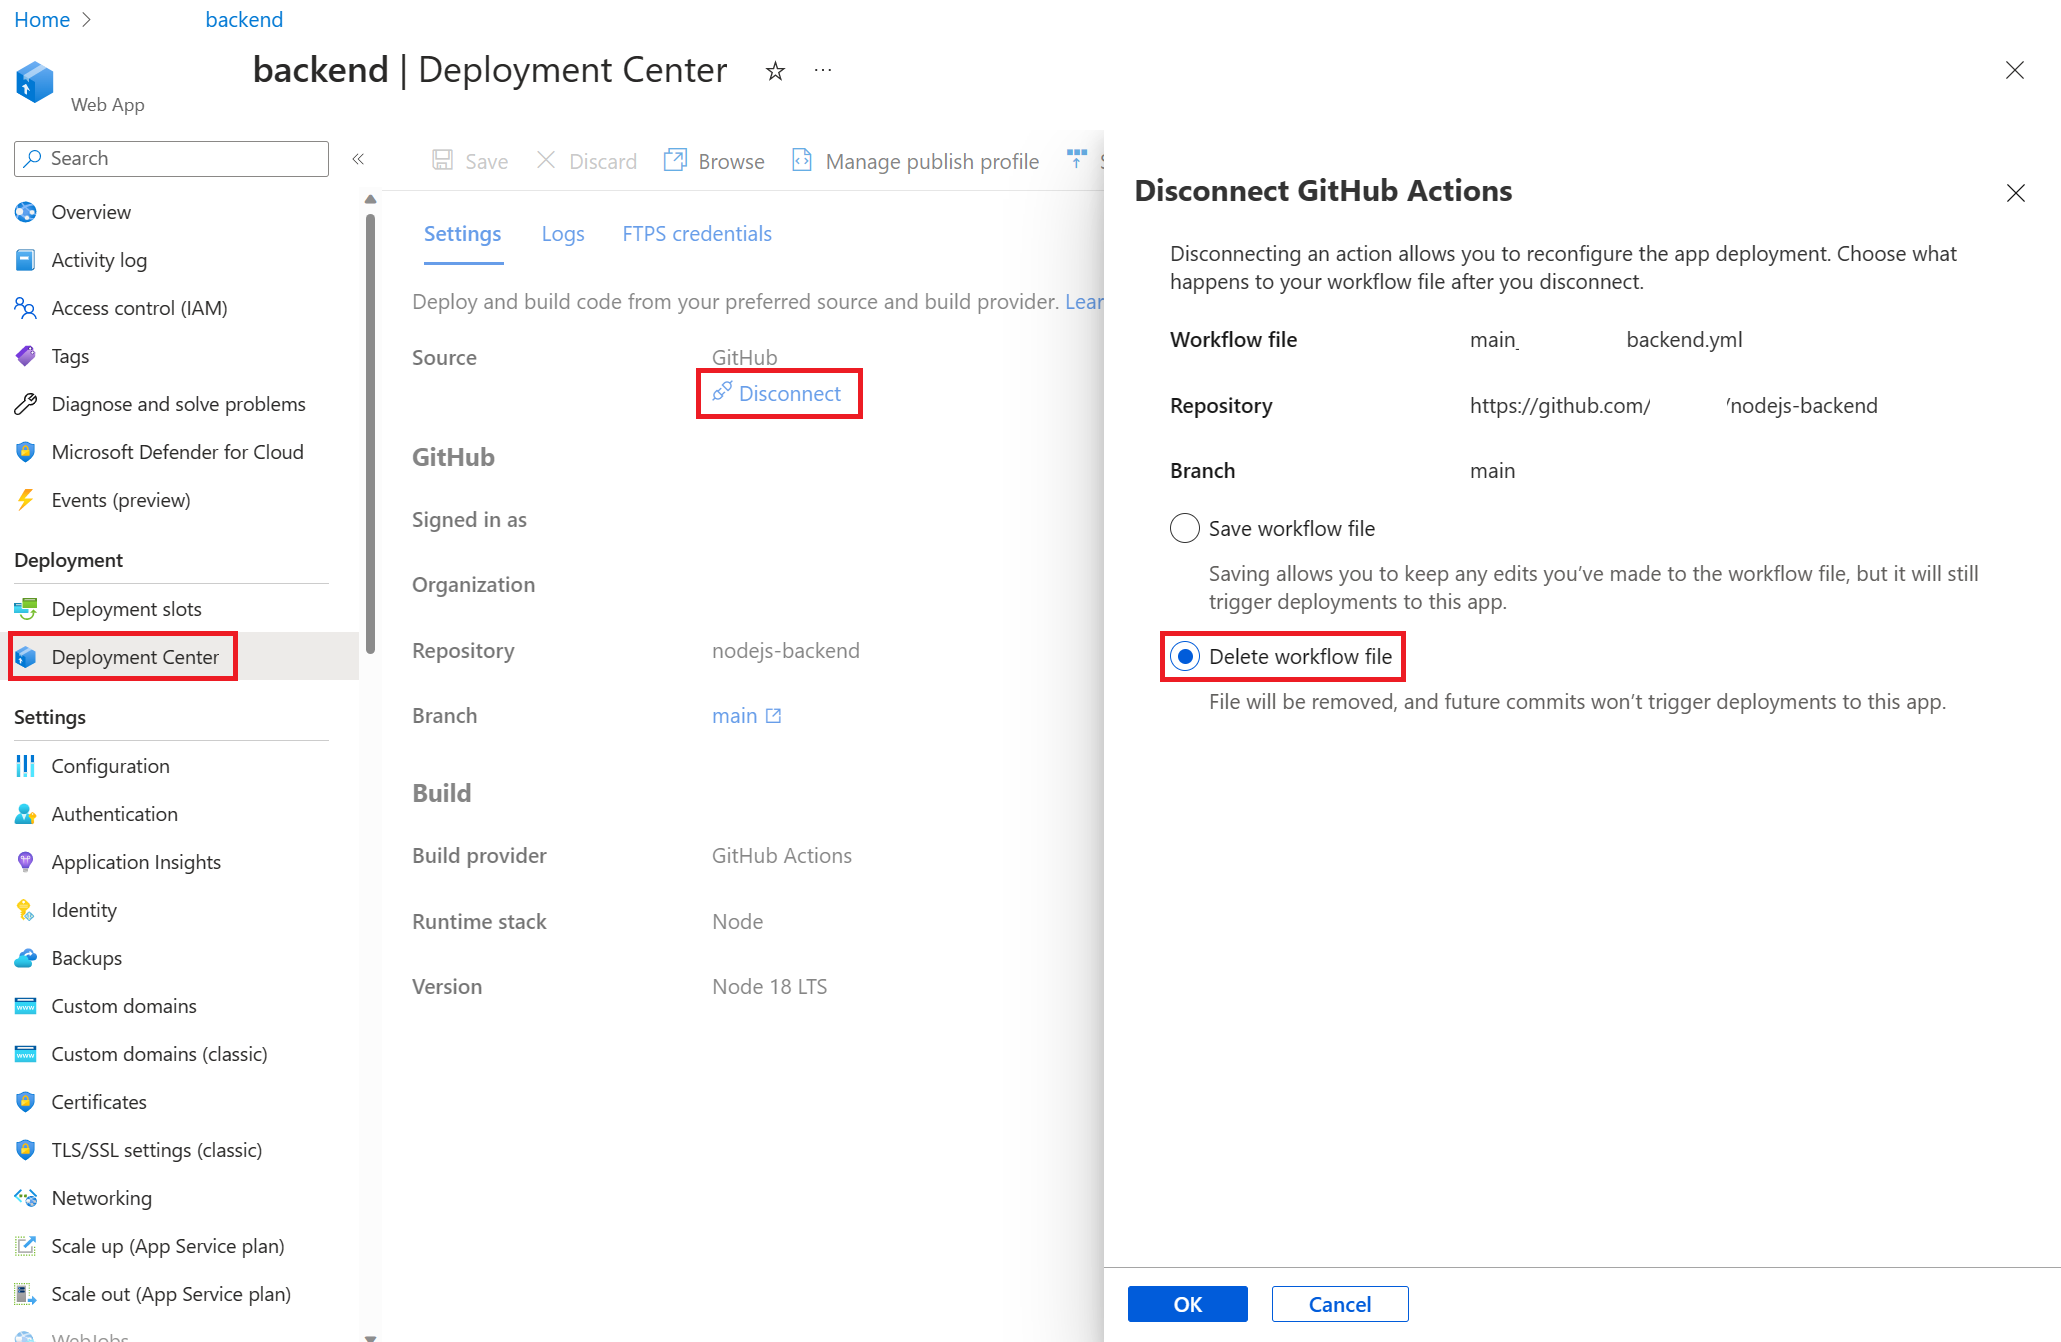 Home
backend
backend | Deployment Center
Web App
Search
Overview
Activity log
Access control (IAM)
Tags
Diagnose and solve problems
Microsoft Defender for Cloud
Events (preview)
Deployment
Deployment slots
Deployment Center
Settings
Configuration
Authentication
Application Insights
Identity
Backups
Custom domains
Custom domains (classic)
Certificates
TLS/SSL settings (classic)
Networking
Scale up (App Service plan)
Scale out (App Service plan)
WebJobs
Save
Discard
Browse
Manage publish profile
Settings
Logs
FTPS credentials
Deploy and build code from your preferred source and build provider. Lear
Source
GitHub
Disconnect
GitHub
Signed in as
Organization
Repository
nodejs-backend
Branch
main
Build
Build provider
GitHub Actions
Runtime stack
Node
Version
Node 18 LTS
Disconnect GitHub Actions
Disconnecting an action allows you to reconfigure the app deployment. Choose what
happens to your workflow file after you disconnect.
Workflow file
main_ backend.yml
Repository
https://github.com/ /nodejs-backend
Branch
main
Save workflow file
Saving allows you to keep any edits you’ve made to the workflow file, but it will still
trigger deployments to this app.
Delete workflow file
File will be removed, and future commits won’t trigger deployments to this app.
OK
Cancel